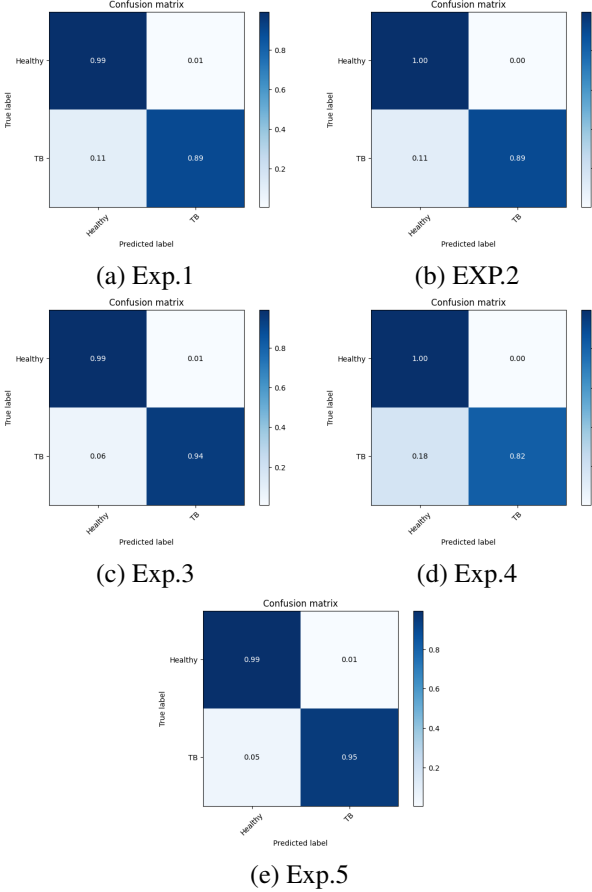 Confusion matrix
Healthy 0.99 0.01
TB 0.11 0.89
True label
Healthy TB
Predicted label
0.8
0.6
0.4
0.2
(a) Exp.1
Confusion matrix
Healthy 1.00 0.00
TB 0.11 0.89
True label
Healthy TB
Predicted label
(b) EXP.2
Confusion matrix
Healthy 0.99 0.01
TB 0.06 0.94
True label
Healthy TB
Predicted label
0.8
0.6
0.4
0.2
(c) Exp.3
Confusion matrix
Healthy 1.00 0.00
TB 0.18 0.82
True label
Healthy TB
Predicted label
(d) Exp.4
Confusion matrix
Healthy 0.99 0.01
TB 0.05 0.95
True label
Healthy TB
Predicted label
0.8
0.6
0.4
0.2
(e) Exp.5